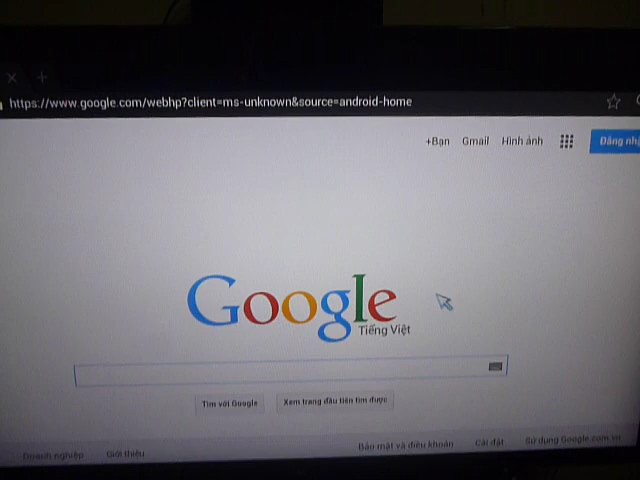 https://www.google.com/webhp?client=ms-unknown&source=android-home
+Bạn Gmail Hình ảnh Đăng nhậ
Google
Tiếng Việt
Tìm với Google Xem trang đầu tiên tìm được
Doanh nghiệp Giới thiệu Bảo mật và điều khoản Cài đặt Sử dụng Google.com.vn